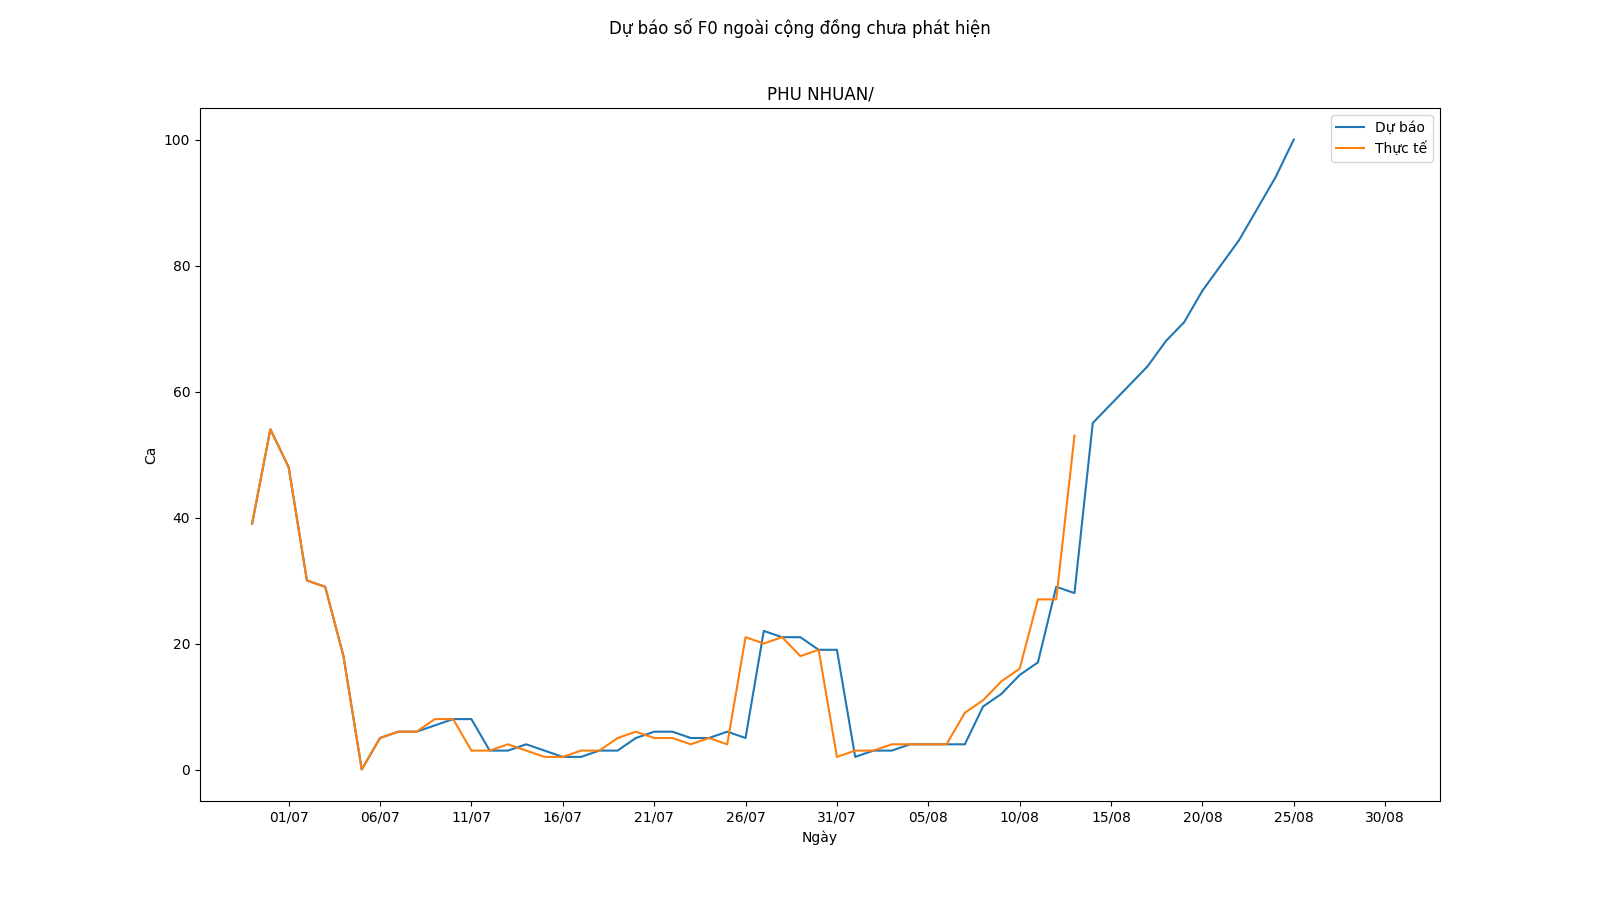 Dự báo số F0 ngoài cộng đồng chưa phát hiện
PHU NHUAN/
Dự báo
Thực tế
100
80
60
40
20
0
Ca
01/07 06/07 11/07 16/07 21/07 26/07 31/07 05/08 10/08 15/08 20/08 25/08 30/08
Ngày